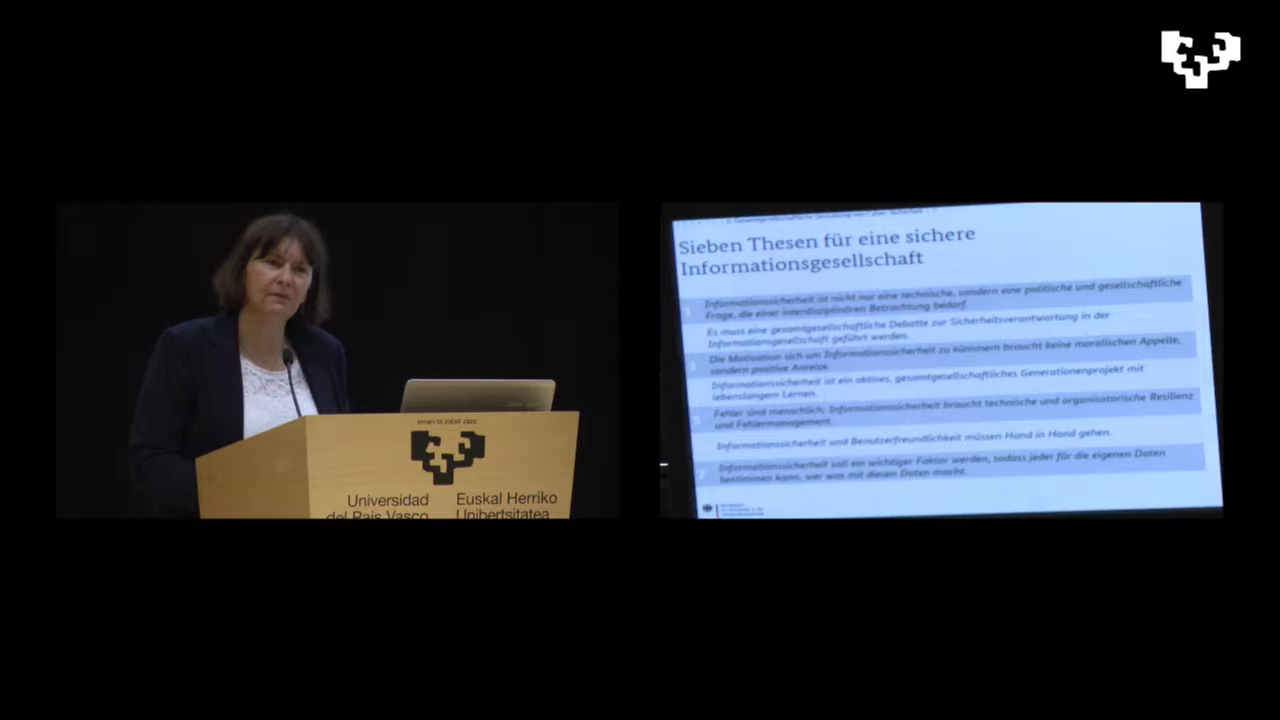 eman ta zabal zazu
Universidad
del País Vasco
Euskal Herriko
Unibertsitatea
Sieben Thesen für eine sichere
Informationsgesellschaft
Informationssicherheit ist nicht nur eine technische, sondern eine politische und gesellschaftliche
Frage, die einer interdisziplinären Betrachtung bedarf.
Es muss eine gesamtgesellschaftliche Debatte zur Sicherheitsverantwortung in der
Informationsgesellschaft geführt werden.
Die Motivation sich um Informationssicherheit zu kümmern braucht keine moralischen Appelle,
sondern positive Anreize.
Informationssicherheit ist ein aktives, gesamtgesellschaftliches Generationenprojekt mit
lebenslangem Lernen.
Fehler sind menschlich; Informationssicherheit braucht technische und organisatorische Resilienz
und Fehlermanagement.
Informationssicherheit und Benutzerfreundlichkeit müssen Hand in Hand gehen.
Informationssicherheit soll ein wichtiger Faktor werden, sodass jeder für die eigenen Daten
bestimmen kann, wer was mit diesen Daten macht.